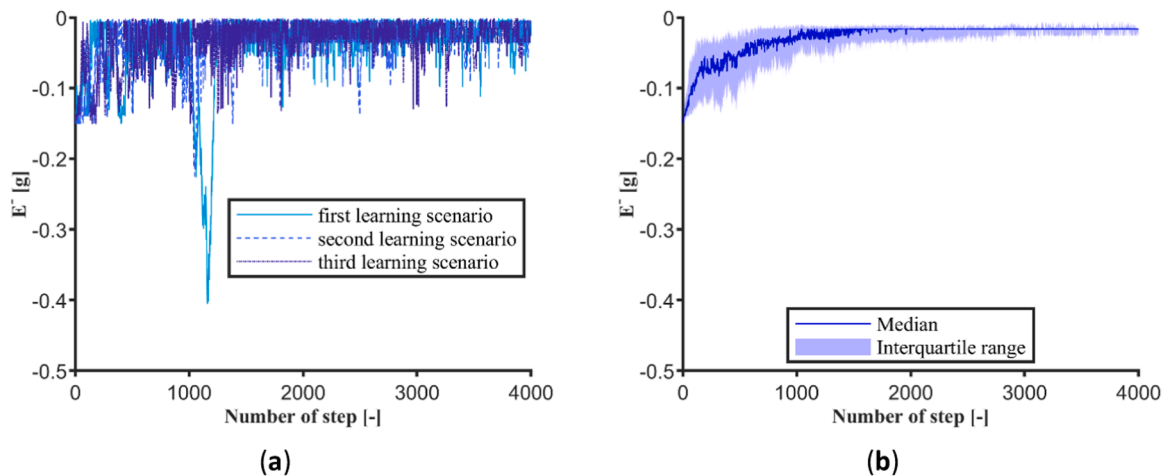 0
-0.1
-0.2
-0.3
-0.4
-0.5
E⁻ [g]
first learning scenario
second learning scenario
third learning scenario
0 1000 2000 3000 4000
Number of step [-]
(a)
0
-0.1
-0.2
-0.3
-0.4
-0.5
E⁻ [g]
Median
Interquartile range
0 1000 2000 3000 4000
Number of step [-]
(b)